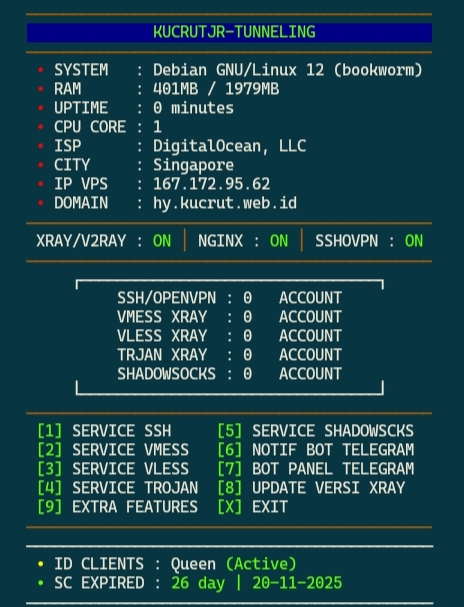 KUCRUTJR-TUNNELING
• SYSTEM : Debian GNU/Linux 12 (bookworm)
• RAM : 401MB / 1979MB
• UPTIME : 0 minutes
• CPU CORE : 1
• ISP : DigitalOcean, LLC
• CITY : Singapore
• IP VPS : 167.172.95.62
• DOMAIN : hy.kucrut.web.id
XRAY/V2RAY : ON | NGINX : ON | SSHOVPN : ON
SSH/OPENVPN : 0 ACCOUNT
VMESS XRAY : 0 ACCOUNT
VLESS XRAY : 0 ACCOUNT
TRJAN XRAY : 0 ACCOUNT
SHADOWSOCKS : 0 ACCOUNT
[1] SERVICE SSH [5] SERVICE SHADOWSCKS
[2] SERVICE VMESS [6] NOTIF BOT TELEGRAM
[3] SERVICE VLESS [7] BOT PANEL TELEGRAM
[4] SERVICE TROJAN [8] UPDATE VERSI XRAY
[9] EXTRA FEATURES [X] EXIT
• ID CLIENTS : Queen (Active)
• SC EXPIRED : 26 day | 20-11-2025